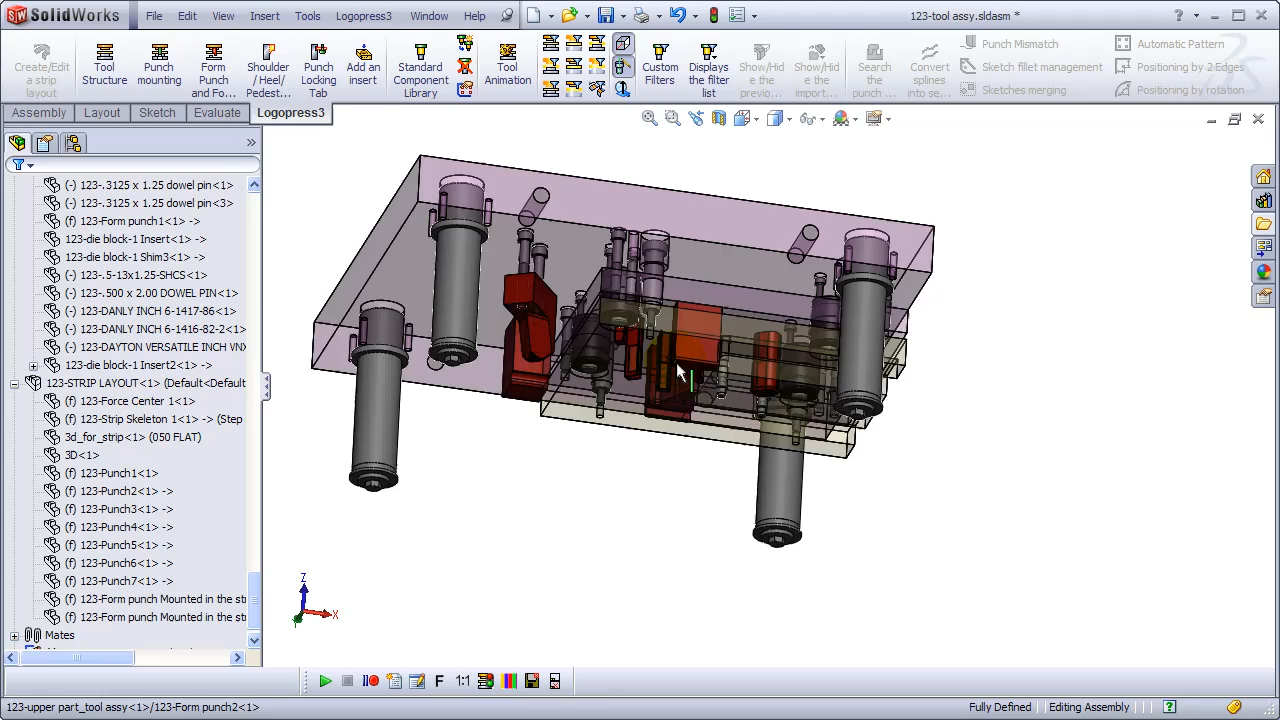 SolidWorks
File Edit View Insert Tools Logopress3 Window Help
123-tool assy.sldasm *
Create/Edit a strip layout
Tool Structure
Punch mounting
Form Punch and Fo...
Shoulder /Heel/ Pedest...
Punch Locking Tab
Add an insert
Standard Component Library
Tool Animation
Custom Filters
Displays the filter list
Show/Hid e the previo...
Show/Hid e the import...
Search the punch ...
Convert splines into se...
Punch Mismatch
Sketch fillet management
Sketches merging
Automatic Pattern
Positioning by 2 Edges
Positioning by rotation
Assembly Layout Sketch Evaluate Logopress3
(-) 123-.3125 x 1.25 dowel pin<1>
(-) 123-.3125 x 1.25 dowel pin<3>
(f) 123-Form punch1<1> ->
123-die block-1 Insert<1> ->
123-die block-1 Shim3<1> ->
(-) 123-.5-13x1.25-SHCS<1>
(-) 123-.500 x 2.00 DOWEL PIN<1>
(-) 123-DANLY INCH 6-1417-86<1>
(-) 123-DANLY INCH 6-1416-82-2<1>
(-) 123-DAYTON VERSATILE INCH VNX
123-die block-1 Insert2<1> ->
123-STRIP LAYOUT<1> (Default<Default
(f) 123-Force Center 1<1>
(f) 123-Strip Skeleton 1<1> (Step
3d_for_strip<1> (050 FLAT)
3D<1>
(f) 123-Punch1<1>
(f) 123-Punch2<1> ->
(f) 123-Punch3<1> ->
(f) 123-Punch4<1> ->
(f) 123-Punch5<1> ->
(f) 123-Punch6<1> ->
(f) 123-Punch7<1> ->
(f) 123-Form punch Mounted in the st
(f) 123-Form punch Mounted in the st
Mates
Z
X
Y
F 1:1
123-upper part_tool assy<1>/123-Form punch2<1>
Fully Defined
Editing Assembly